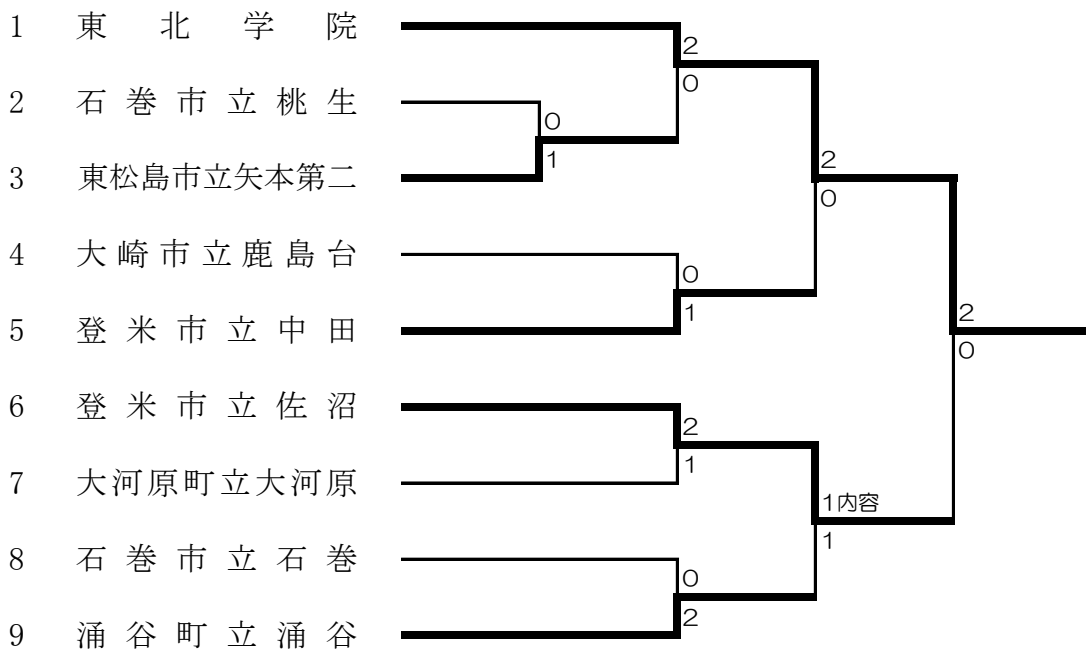 1 東北学院
2
0
2 石巻市立桃生
0
1
3 東松島市立矢本第二
2
0
4 大崎市立鹿島台
0
1
5 登米市立中田
2
0
6 登米市立佐沼
2
1
7 大河原町立大河原
1内容
1
8 石巻市立石巻
0
2
9 涌谷町立涌谷